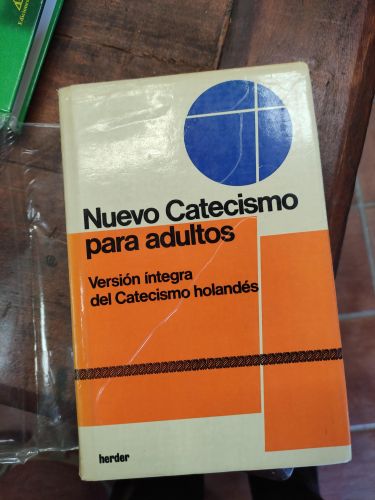 Nuevo Catecismo
para adultos
Versión íntegra
del Catecismo holandés
herder